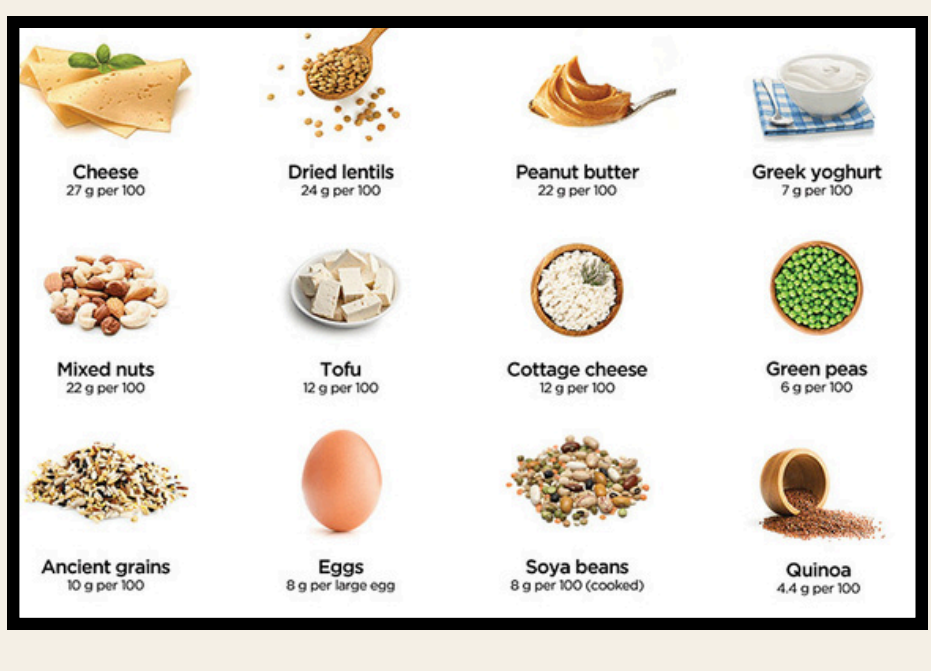 Cheese
27 g per 100
Dried lentils
24 g per 100
Peanut butter
22 g per 100
Greek yoghurt
7 g per 100
Mixed nuts
22 g per 100
Tofu
12 g per 100
Cottage cheese
12 g per 100
Green peas
6 g per 100
Ancient grains
10 g per 100
Eggs
8 g per large egg
Soya beans
8 g per 100 (cooked)
Quinoa
4.4 g per 100